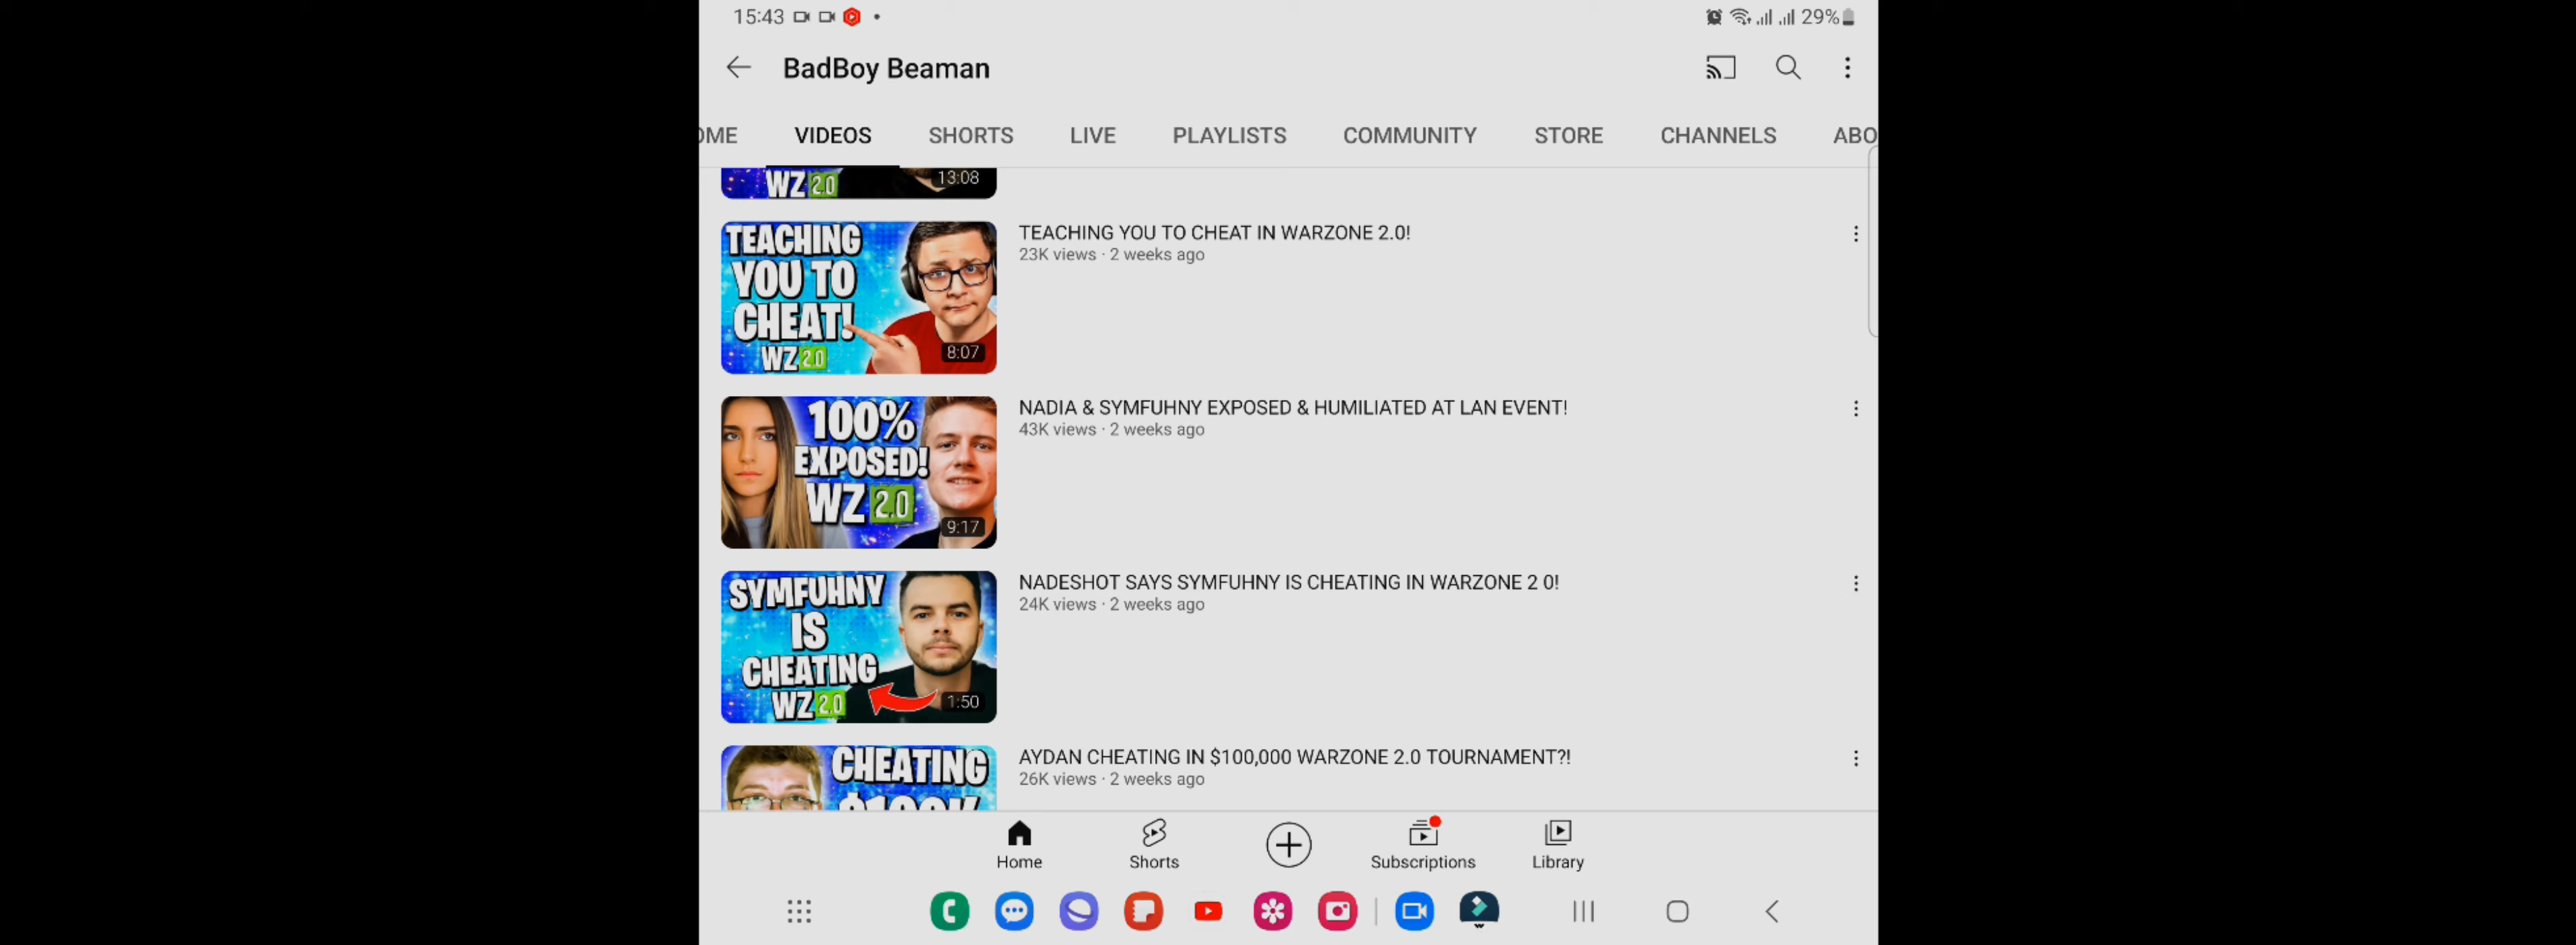 15:43
29%
BadBoy Beaman
OME VIDEOS SHORTS LIVE PLAYLISTS COMMUNITY STORE CHANNELS ABO
WZ 2.0
13:08
TEACHING
YOU TO
CHEAT!
WZ 2.0
8:07
TEACHING YOU TO CHEAT IN WARZONE 2.0!
23K views · 2 weeks ago
100%
EXPOSED!
WZ 2.0
9:17
NADIA & SYMFUHNY EXPOSED & HUMILIATED AT LAN EVENT!
43K views · 2 weeks ago
SYMFUHNY
IS
CHEATING
WZ 2.0
1:50
NADESHOT SAYS SYMFUHNY IS CHEATING IN WARZONE 2 0!
24K views · 2 weeks ago
CHEATING
$100K
AYDAN CHEATING IN $100,000 WARZONE 2.0 TOURNAMENT?!
26K views · 2 weeks ago
Home
Shorts
Subscriptions
Library